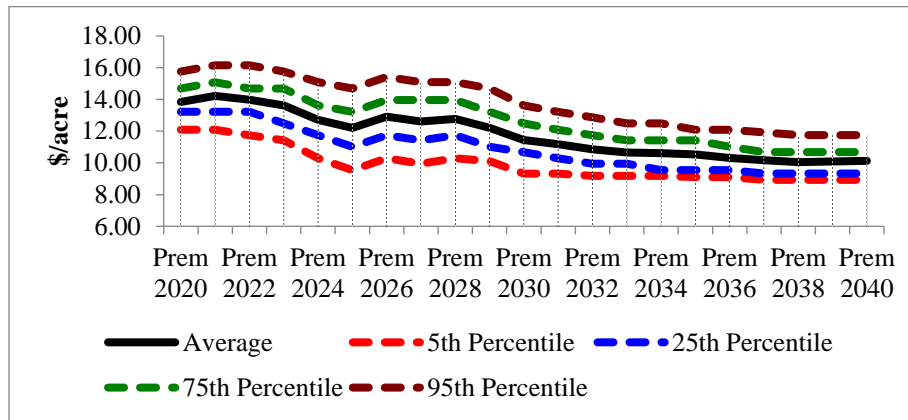 18.00
16.00
14.00
12.00
10.00
8.00
6.00
$/acre
Prem Prem Prem Prem Prem Prem Prem Prem Prem Prem Prem
2020 2022 2024 2026 2028 2030 2032 2034 2036 2038 2040
Average 5th Percentile 25th Percentile
75th Percentile 95th Percentile